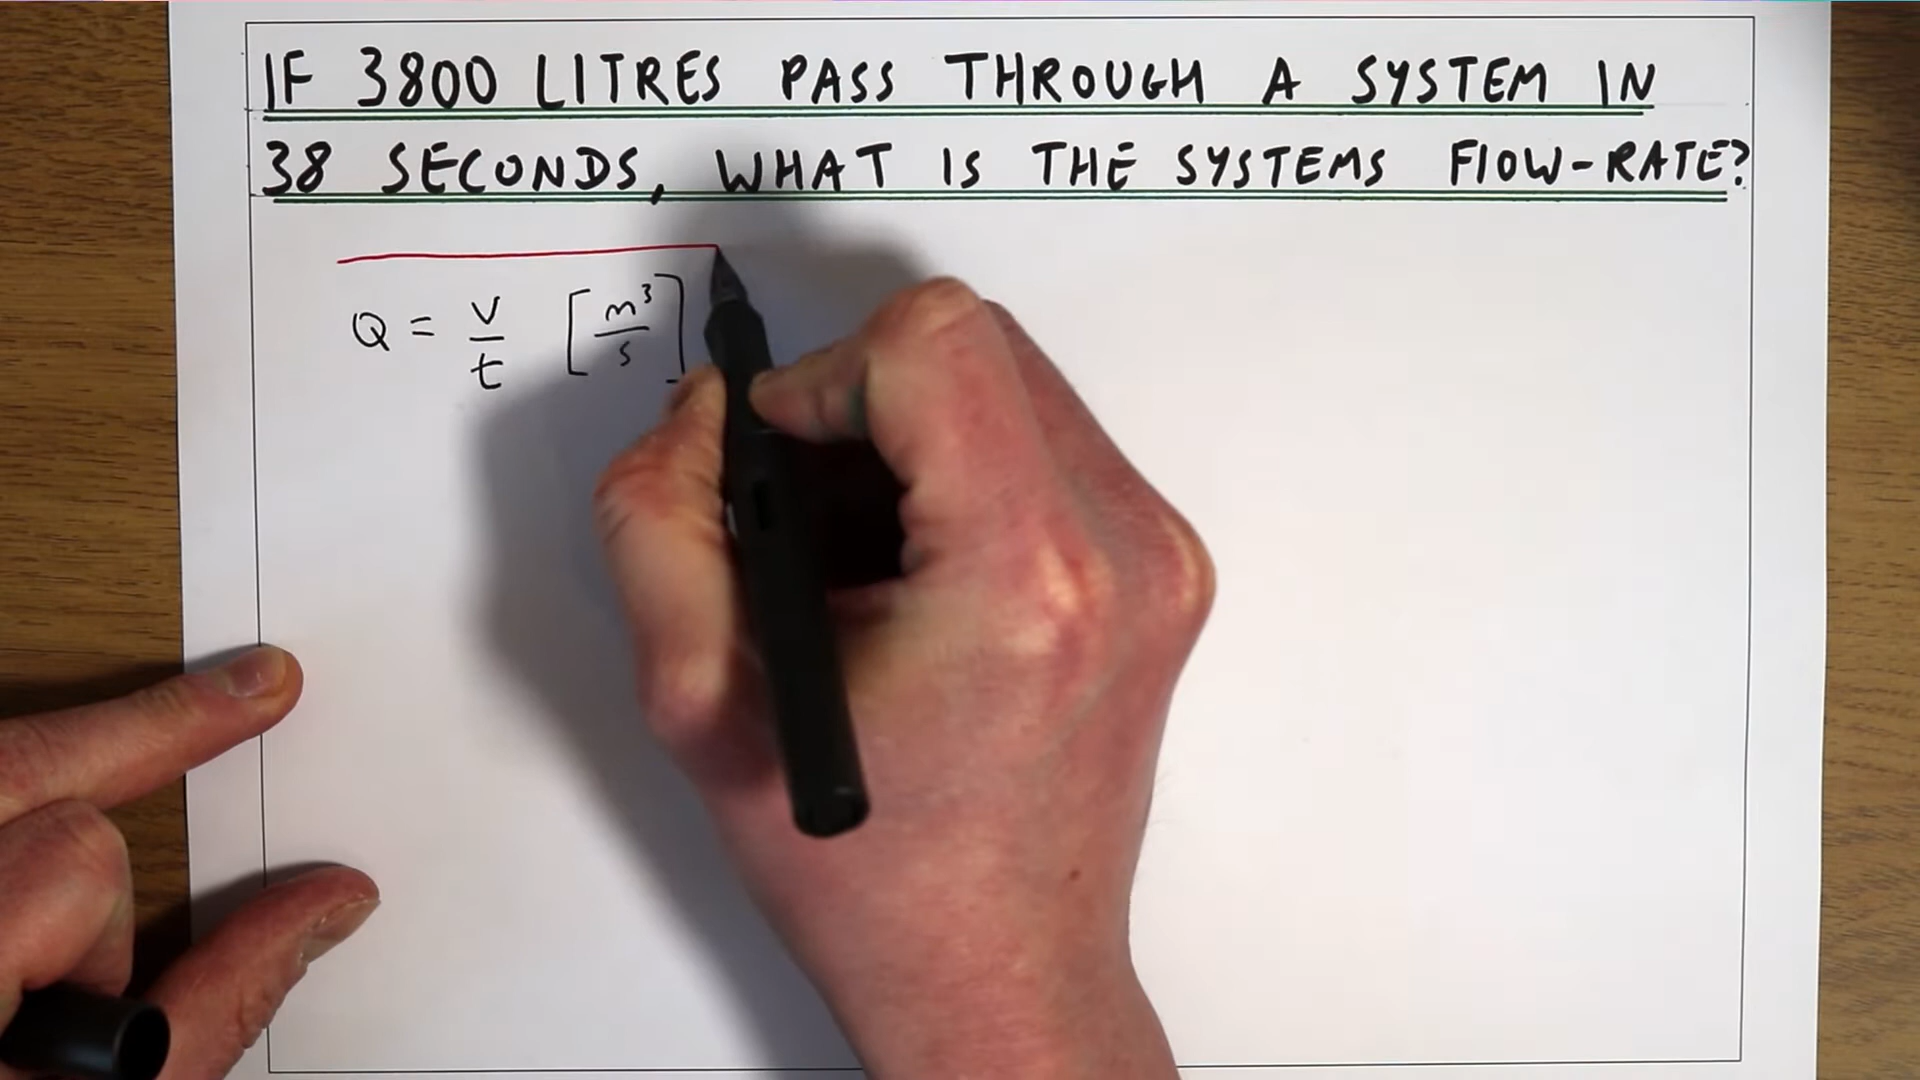 IF 3800 LITRES PASS THROUGH A SYSTEM IN
38 SECONDS, WHAT IS THE SYSTEMS FLOW-RATE?
Q = V/t [m³/s]